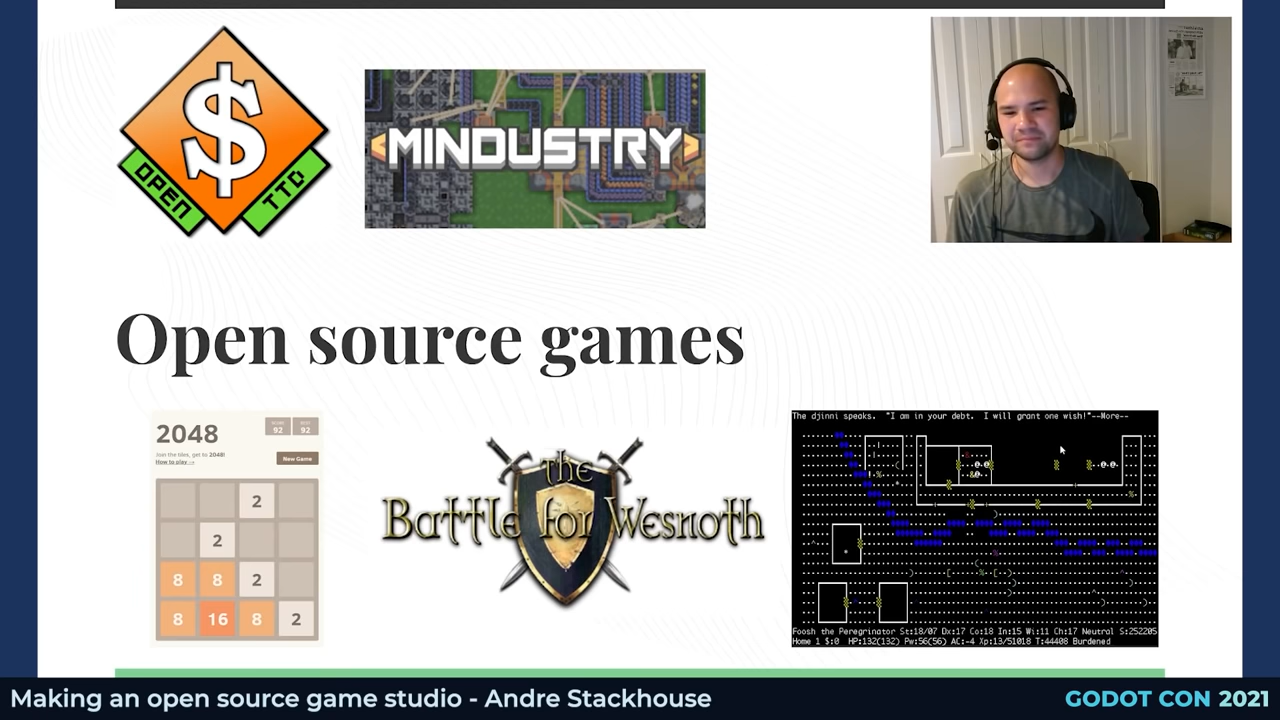 $
OPEN TTD
MINDUSTRY
Open source games
2048
SCORE 92
BEST 92
Join the tiles, get to 2048!
How to play →
New Game
2
2
8 8 2
8 16 8 2
the
Battle for Wesnoth
The djinni speaks. "I am in your debt. I will grant one wish!"--More--
Foosh the Peregrinator St:18/07 Dx:17 Co:18 In:15 Wi:11 Ch:17 Neutral S:252205
Home 1 $:0 HP:132(132) Pw:56(56) AC:-4 Xp:13/51018 T:44408 Burdened
Making an open source game studio - Andre Stackhouse
GODOT CON 2021